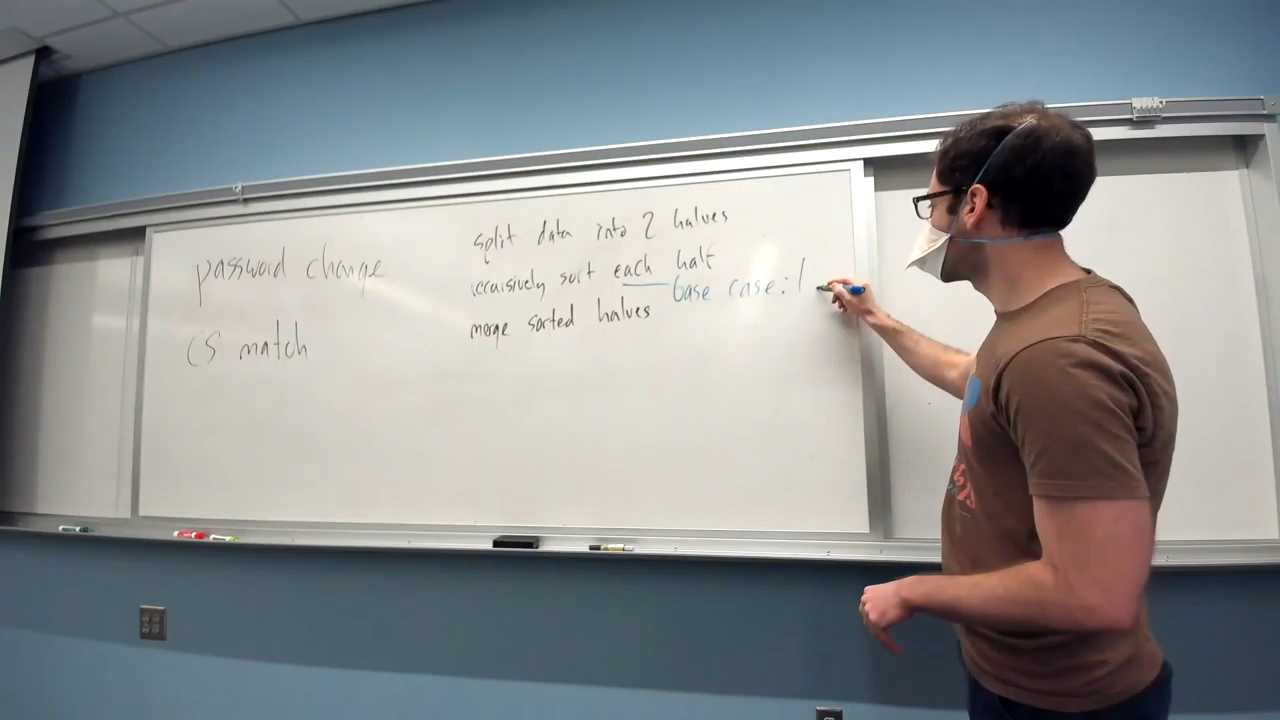 password change
CS match
split data into 2 halves
recursively sort each half
base case: 1
merge sorted halves